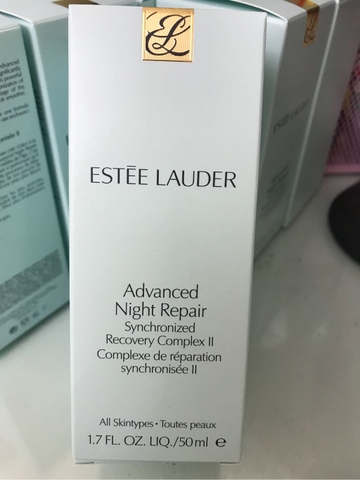 EL
ESTĒE LAUDER
Advanced
Night Repair
Synchronized
Recovery Complex II
Complexe de réparation
synchronisée II
All Skintypes • Toutes peaux
1.7 FL. OZ. LIQ./50 ml e